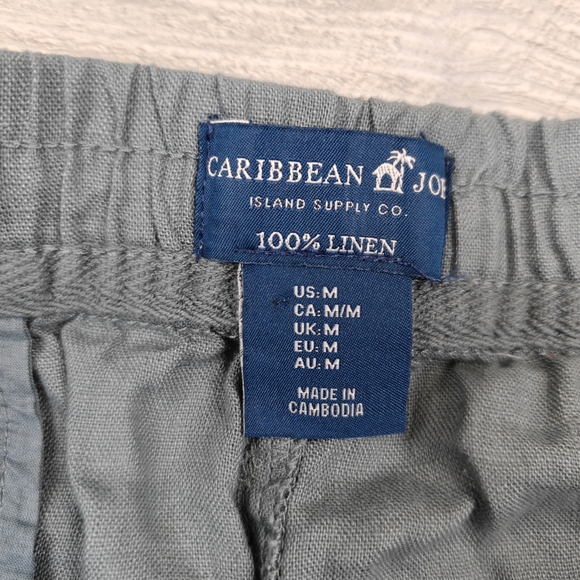 CARIBBEAN JOE
ISLAND SUPPLY CO.
100% LINEN
US: M
CA: M/M
UK: M
EU: M
AU: M
MADE IN
CAMBODIA